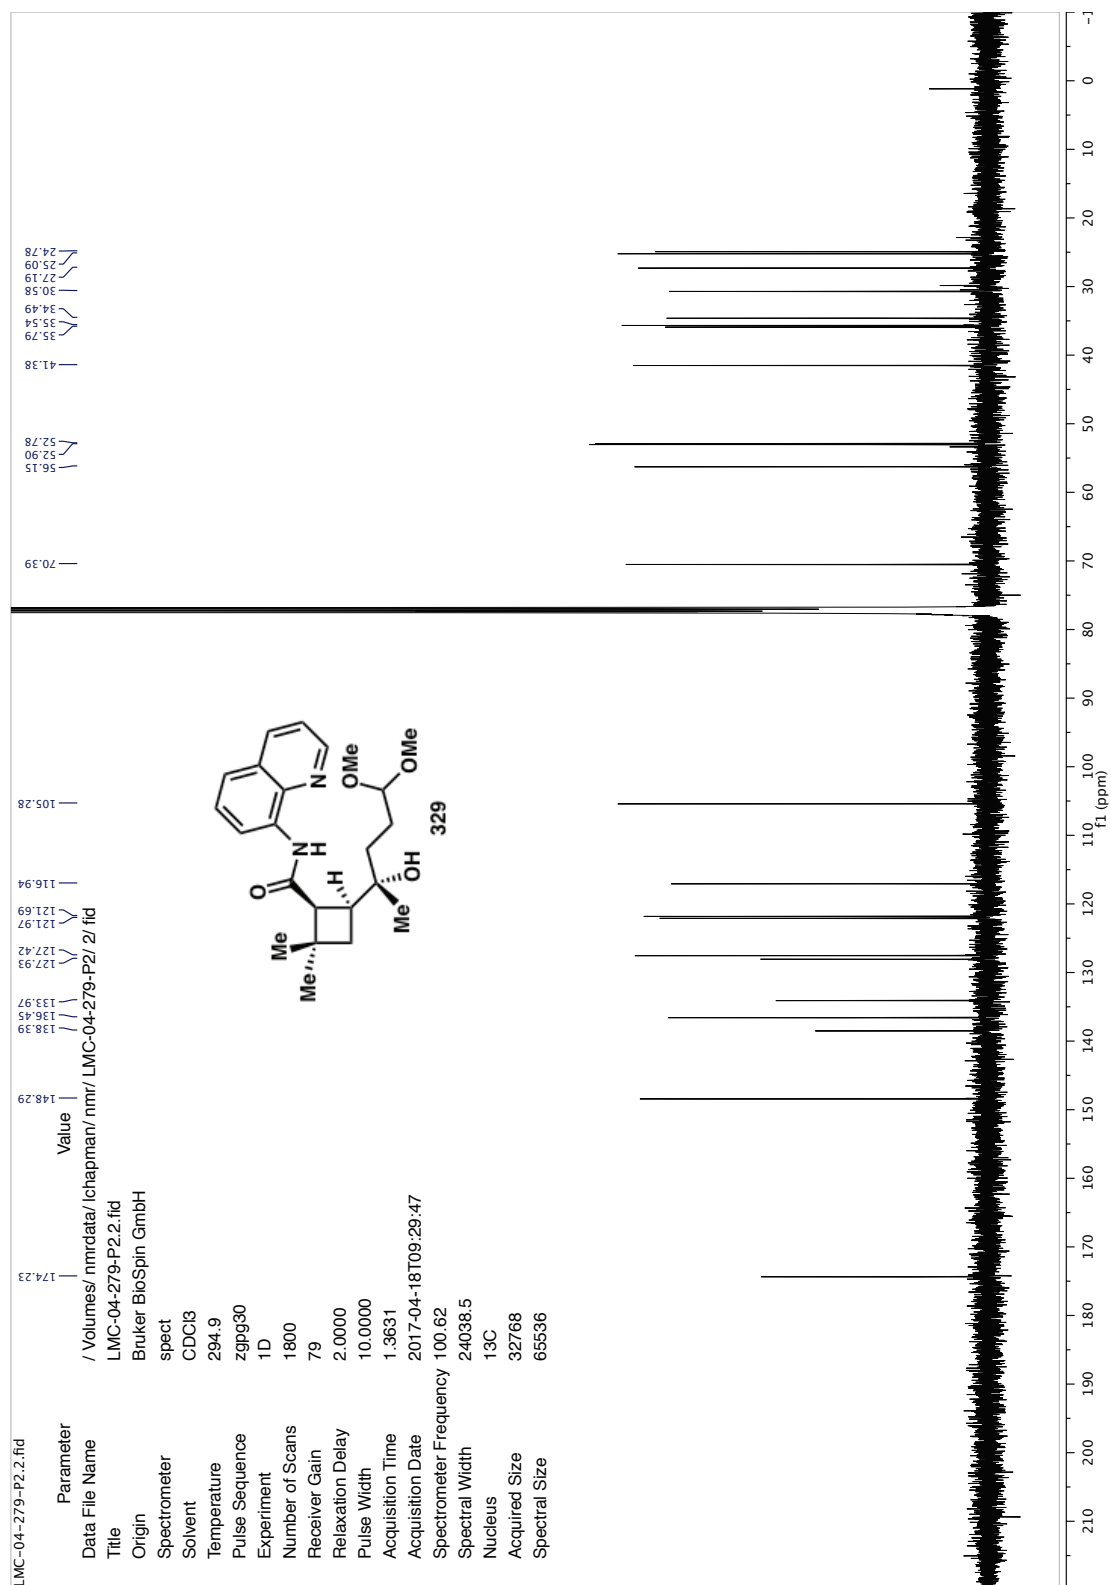 LMC-04-279-P2.2.fid
Parameter Value
Data File Name / Volumes/ nmrdata/ lchapman/ nmr/ LMC-04-279-P2/ 2/ fid
Title LMC-04-279-P2.2.fid
Origin Bruker BioSpin GmbH
Spectrometer spect
Solvent CDCl3
Temperature 294.9
Pulse Sequence zgpg30
Experiment 1D
Number of Scans 1800
Receiver Gain 79
Relaxation Delay 2.0000
Pulse Width 10.0000
Acquisition Time 1.3631
Acquisition Date 2017-04-18T09:29:47
Spectrometer Frequency 100.62
Spectral Width 24038.5
Nucleus 13C
Acquired Size 32768
Spectral Size 65536
174.23
148.29
138.39
136.45
133.97
127.93
127.42
121.97
121.69
116.94
105.28
70.39
56.15
52.90
52.78
41.38
35.79
35.54
34.49
30.58
27.19
25.09
24.78
O
N
H
N
Me
Me
H
OMe
OMe
Me
OH
329
210 200 190 180 170 160 150 140 130 120 110 100 90 80 70 60 50 40 30 20 10 0 -1
f1 (ppm)